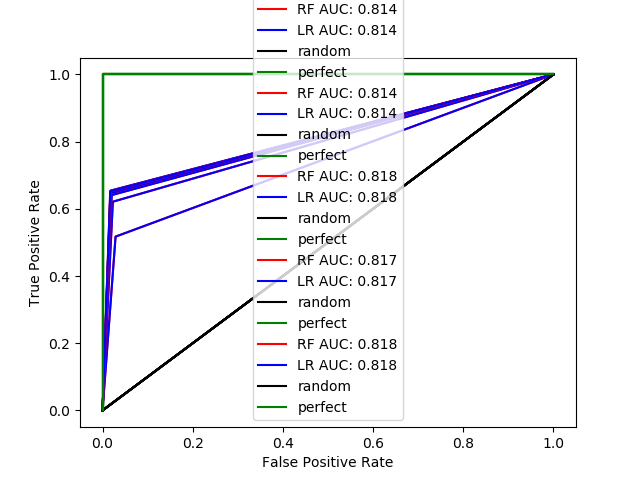 RF AUC: 0.814
LR AUC: 0.814
random
perfect
RF AUC: 0.814
LR AUC: 0.814
random
perfect
RF AUC: 0.818
LR AUC: 0.818
random
perfect
RF AUC: 0.817
LR AUC: 0.817
random
perfect
RF AUC: 0.818
LR AUC: 0.818
random
perfect
True Positive Rate
1.0
0.8
0.6
0.4
0.2
0.0
0.0 0.2 0.4 0.6 0.8 1.0
False Positive Rate